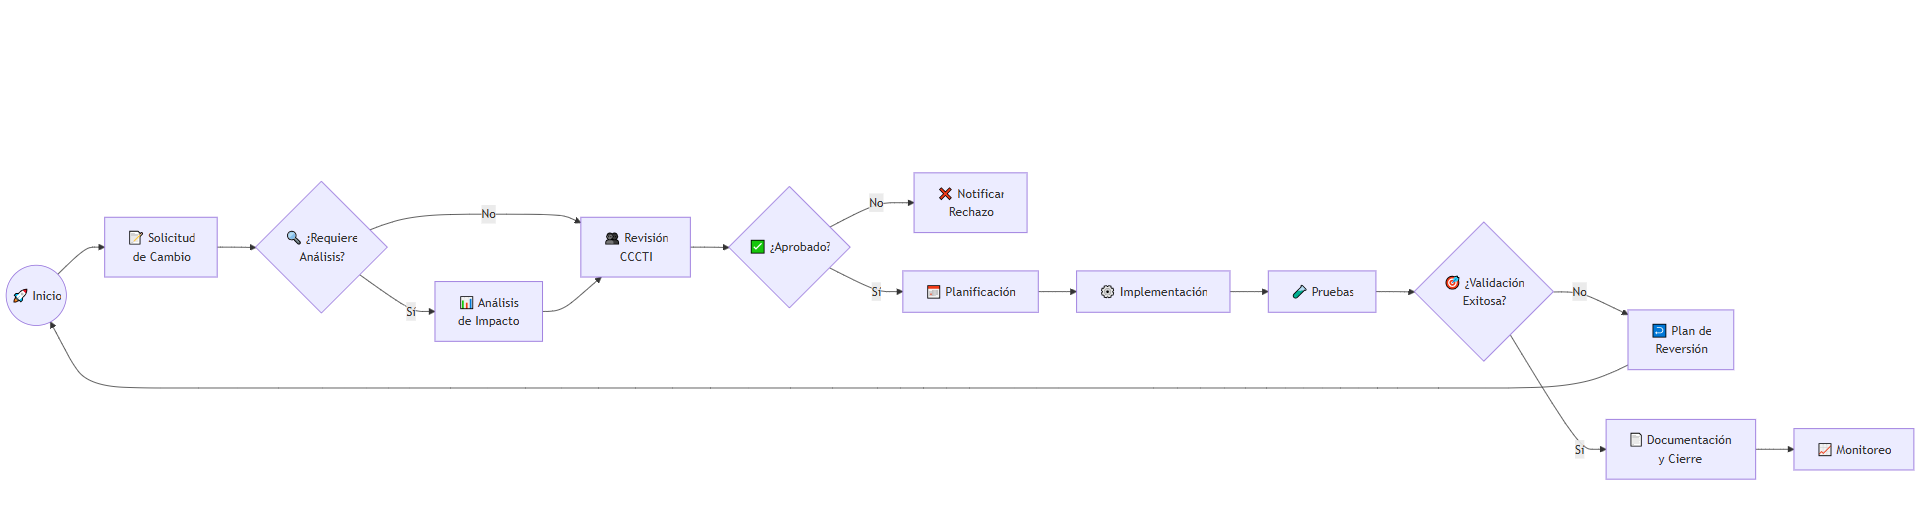 🚀 Inicio
📝 Solicitud
de Cambio
🔍 ¿Requiere
Análisis?
No
Sí
📊 Análisis
de Impacto
👥 Revisión
CCCTI
✅ ¿Aprobado?
No
Sí
❌ Notificar
Rechazo
📅 Planificación
⚙️ Implementación
🧪 Pruebas
🎯 ¿Validación
Exitosa?
No
Sí
↩️ Plan de
Reversión
📄 Documentación
y Cierre
📈 Monitoreo